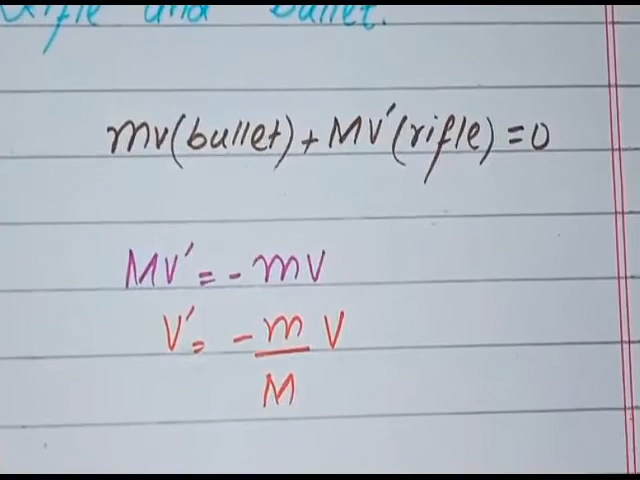 Rifle and bullet.
mv(bullet) + MV'(rifle) = 0
MV' = - mV
V' = - m/M V